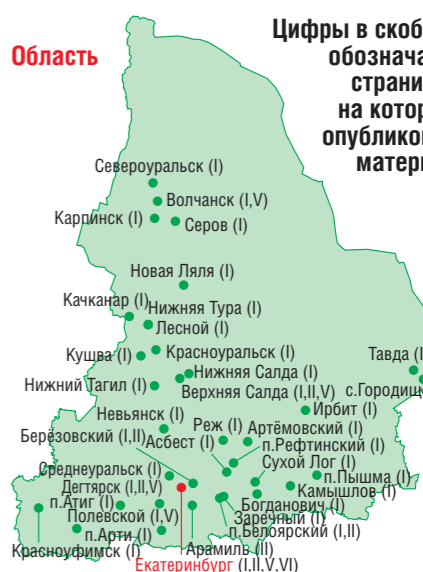 Область
Цифры в скоб
обознача
страни
на котор
опубликов
матери
Североуральск (I)
Волчанск (I,V)
Карпинск (I)
Серов (I)
Новая Ляля (I)
Качканар (I)
Нижняя Тура (I)
Лесной (I)
Кушва (I)
Красноуральск (I)
Тавда (I
Нижняя Салда (I)
Нижний Тагил (I)
Верхняя Салда (I,II,V)
с.Городищ
Ирбит (I)
Невьянск (I)
Берёзовский (I,II)
Реж (I)
Артёмовский (I)
Асбест (I)
п.Рефтинский (I)
Среднеуральск (I)
Сухой Лог (I)
п.Пышма (I)
Дегтярск (I,II,V)
Камышлов (I)
п.Атиг (I)
Богданович (I)
Полевской (I,V)
Заречный (I)
п.Арти (I)
п.Белоярский (I,II)
Красноуфимск (I)
Арамиль (II)
Екатеринбург (I,II,V,VI)